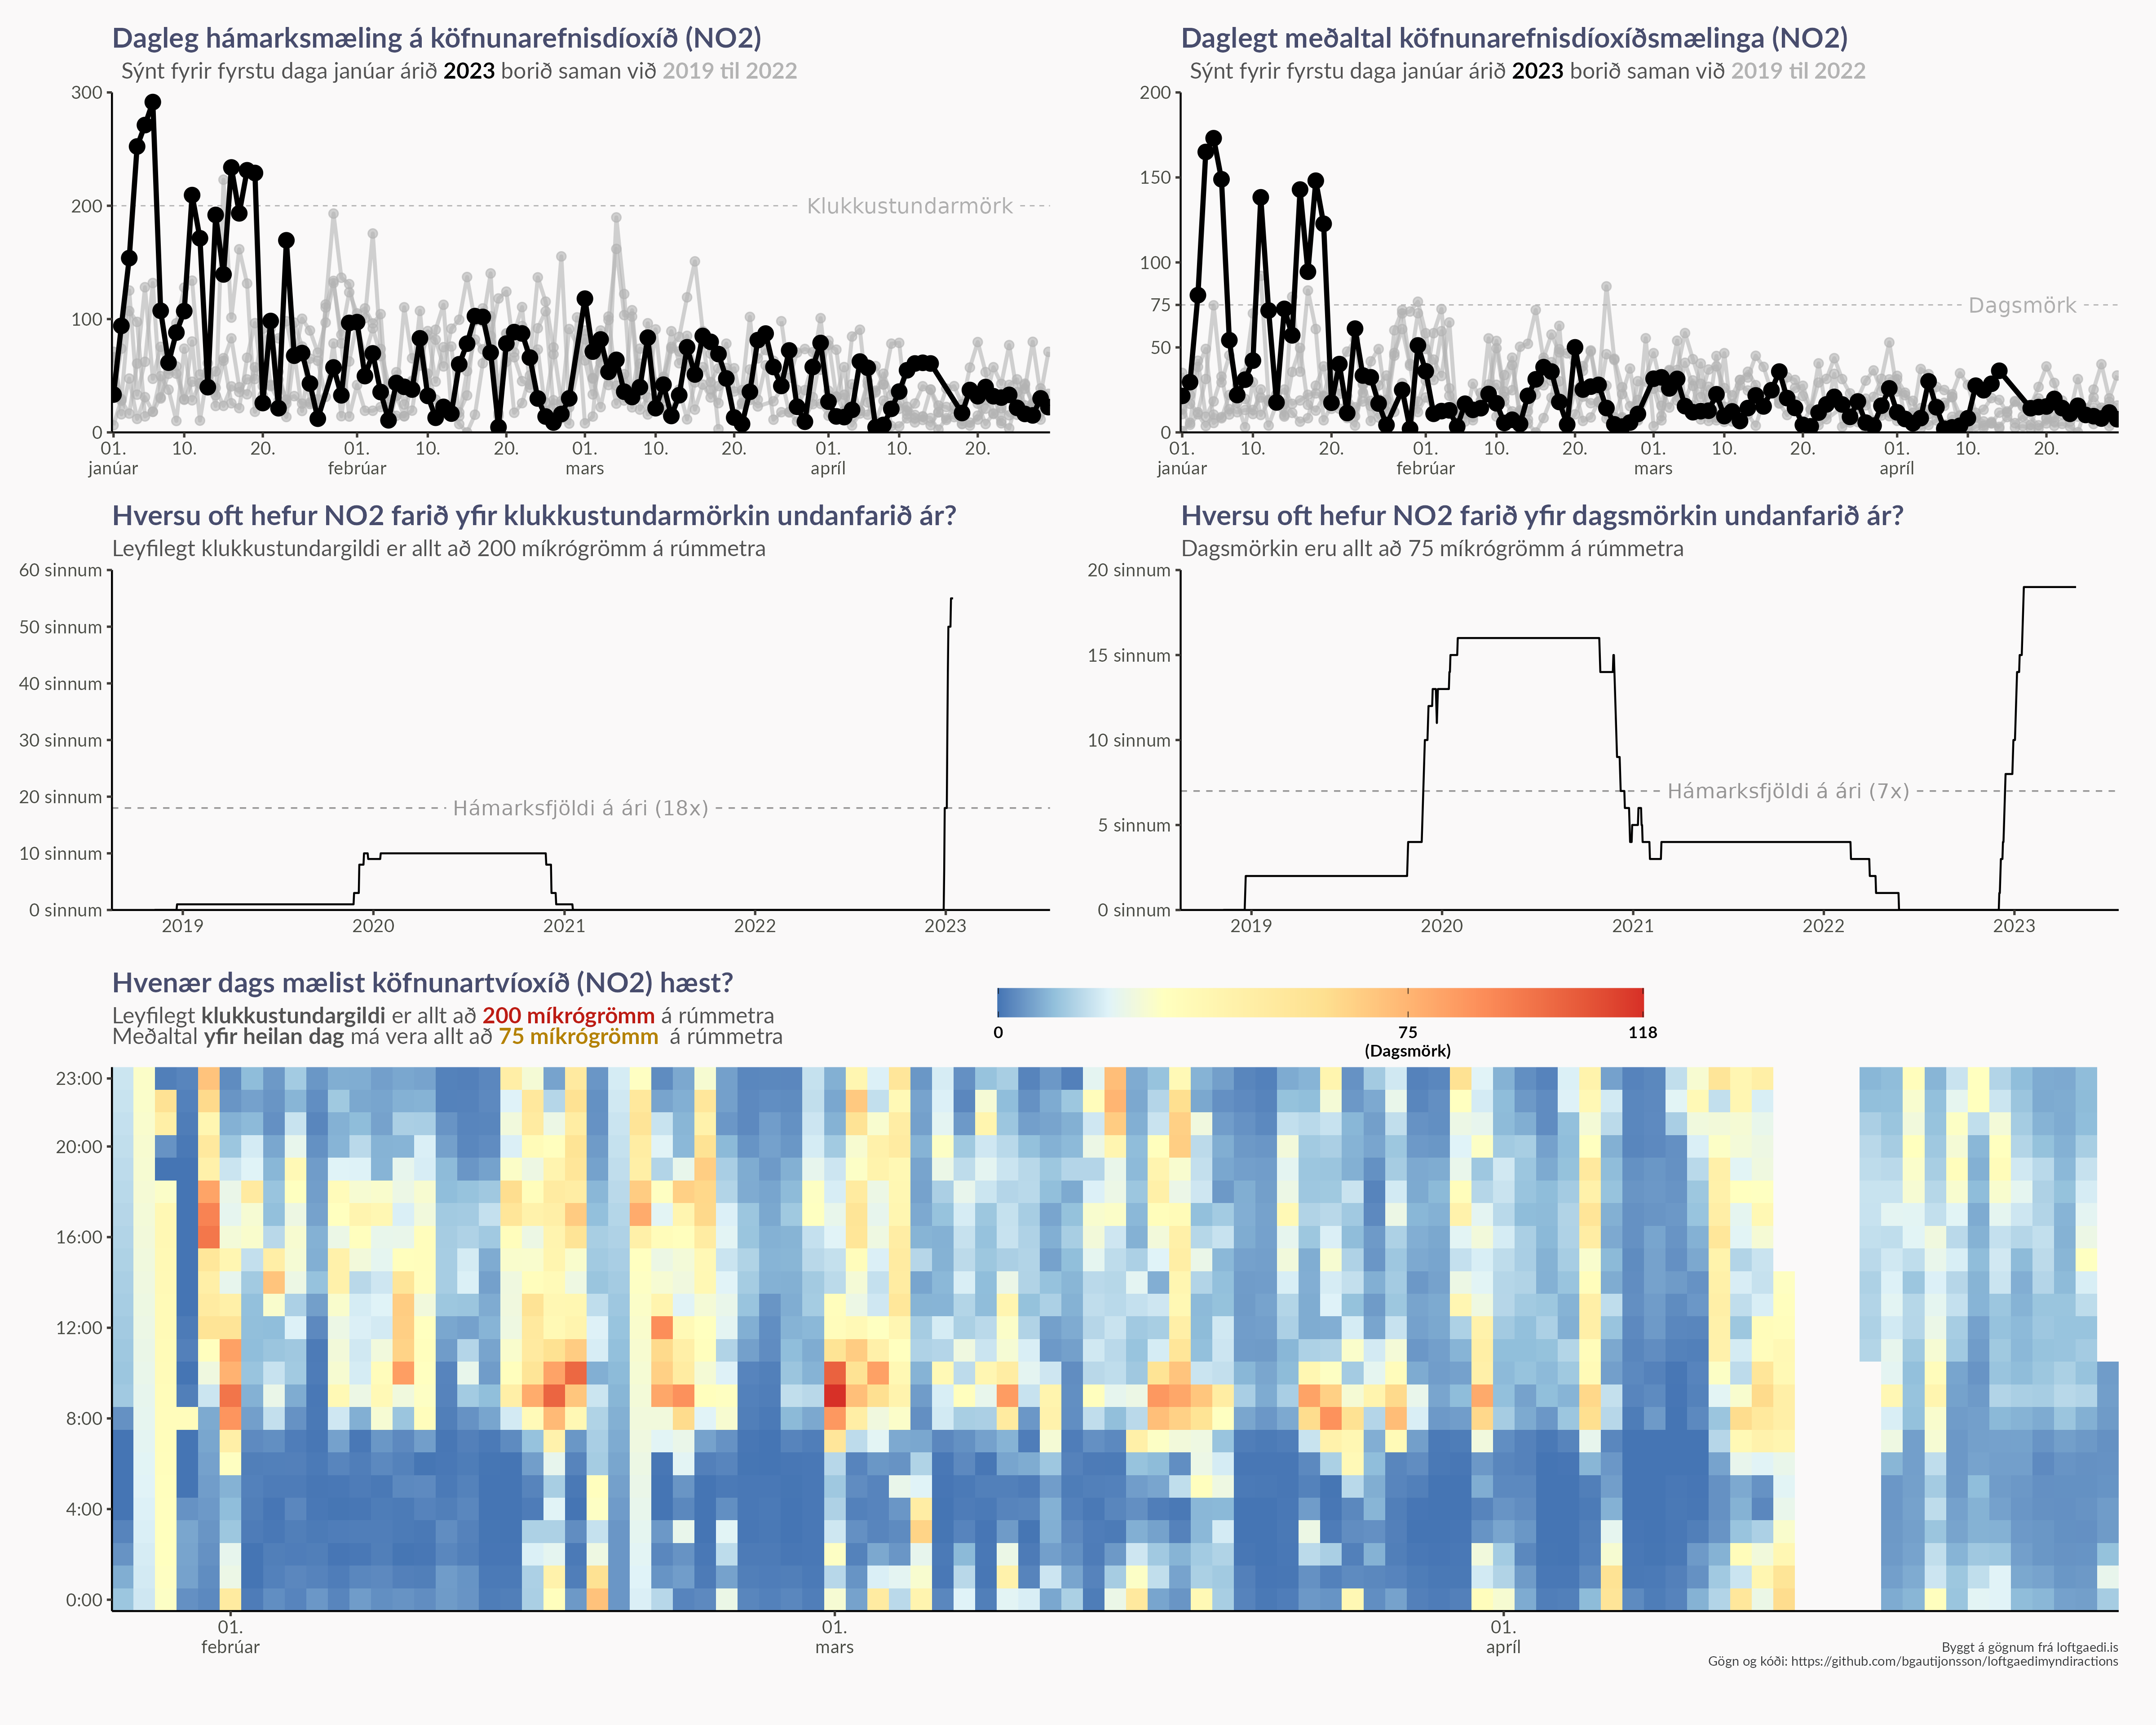 Dagleg hámarksmæling á köfnunarefnisdíoxíð (NO2)
Sýnt fyrir fyrstu daga janúar árið 2023 borið saman við 2019 til 2022
300
200
100
0
Klukkustundarmörk
01. 10. 20. 01. 10. 20. 01. 10. 20. 01. 10. 20.
janúar febrúar mars apríl
Daglegt meðaltal köfnunarefnisdíoxíðsmælinga (NO2)
Sýnt fyrir fyrstu daga janúar árið 2023 borið saman við 2019 til 2022
200
150
100
75
50
0
Dagsmörk
01. 10. 20. 01. 10. 20. 01. 10. 20. 01. 10. 20.
janúar febrúar mars apríl
Hversu oft hefur NO2 farið yfir klukkustundarmörkin undanfarið ár?
Leyfilegt klukkustundargildi er allt að 200 míkrógrömm á rúmmetra
60 sinnum
50 sinnum
40 sinnum
30 sinnum
20 sinnum
10 sinnum
0 sinnum
Hámarksfjöldi á ári (18x)
2019 2020 2021 2022 2023
Hversu oft hefur NO2 farið yfir dagsmörkin undanfarið ár?
Dagsmörkin eru allt að 75 míkrógrömm á rúmmetra
20 sinnum
15 sinnum
10 sinnum
5 sinnum
0 sinnum
Hámarksfjöldi á ári (7x)
2019 2020 2021 2022 2023
Hvenær dags mælist köfnunartvíoxíð (NO2) hæst?
Leyfilegt klukkustundargildi er allt að 200 míkrógrömm á rúmmetra
Meðaltal yfir heilan dag má vera allt að 75 míkrógrömm á rúmmetra
0 75 118
(Dagsmörk)
23:00
20:00
16:00
12:00
8:00
4:00
0:00
01. 01. 01.
febrúar mars apríl
Byggt á gögnum frá loftgaedi.is
Gögn og kóði: https://github.com/bgautijonsson/loftgaedimyndiractions